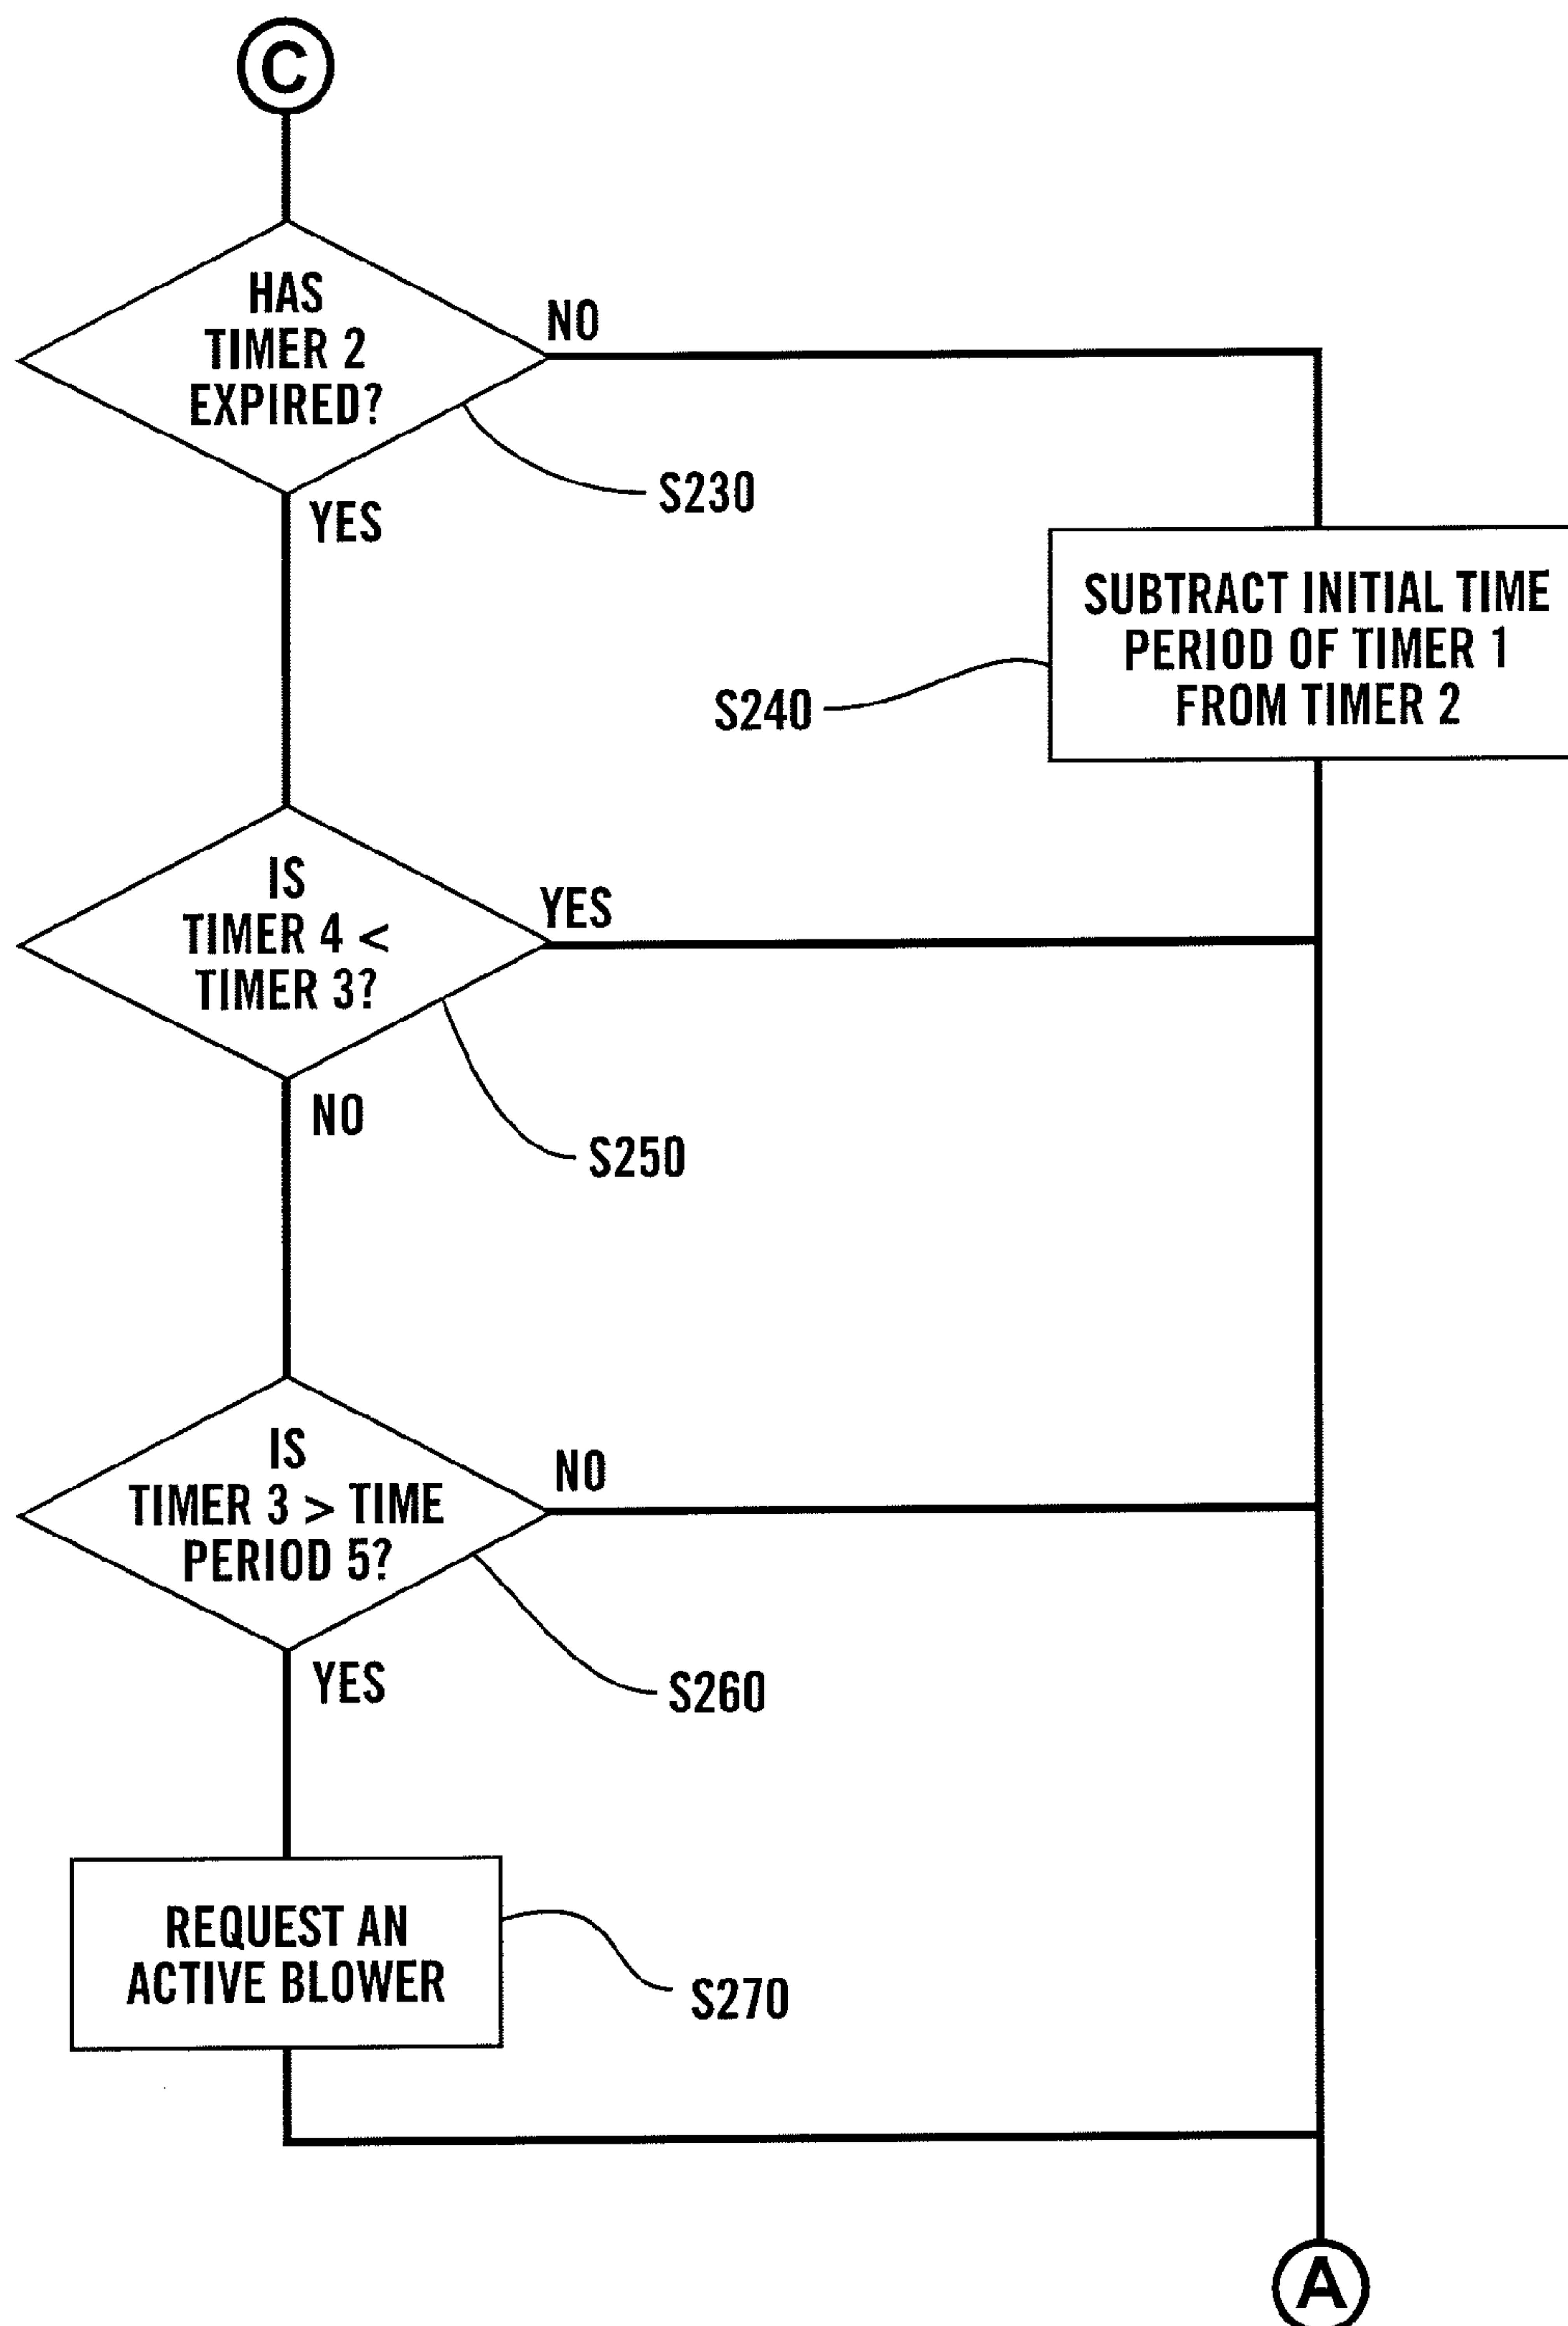 C
HAS
TIMER 2
EXPIRED?
NO
S230
YES
SUBTRACT INITIAL TIME
PERIOD OF TIMER 1
FROM TIMER 2
S240
IS
TIMER 4 <
TIMER 3?
YES
NO
S250
IS
TIMER 3 > TIME
PERIOD 5?
NO
YES
S260
REQUEST AN
ACTIVE BLOWER
S270
A